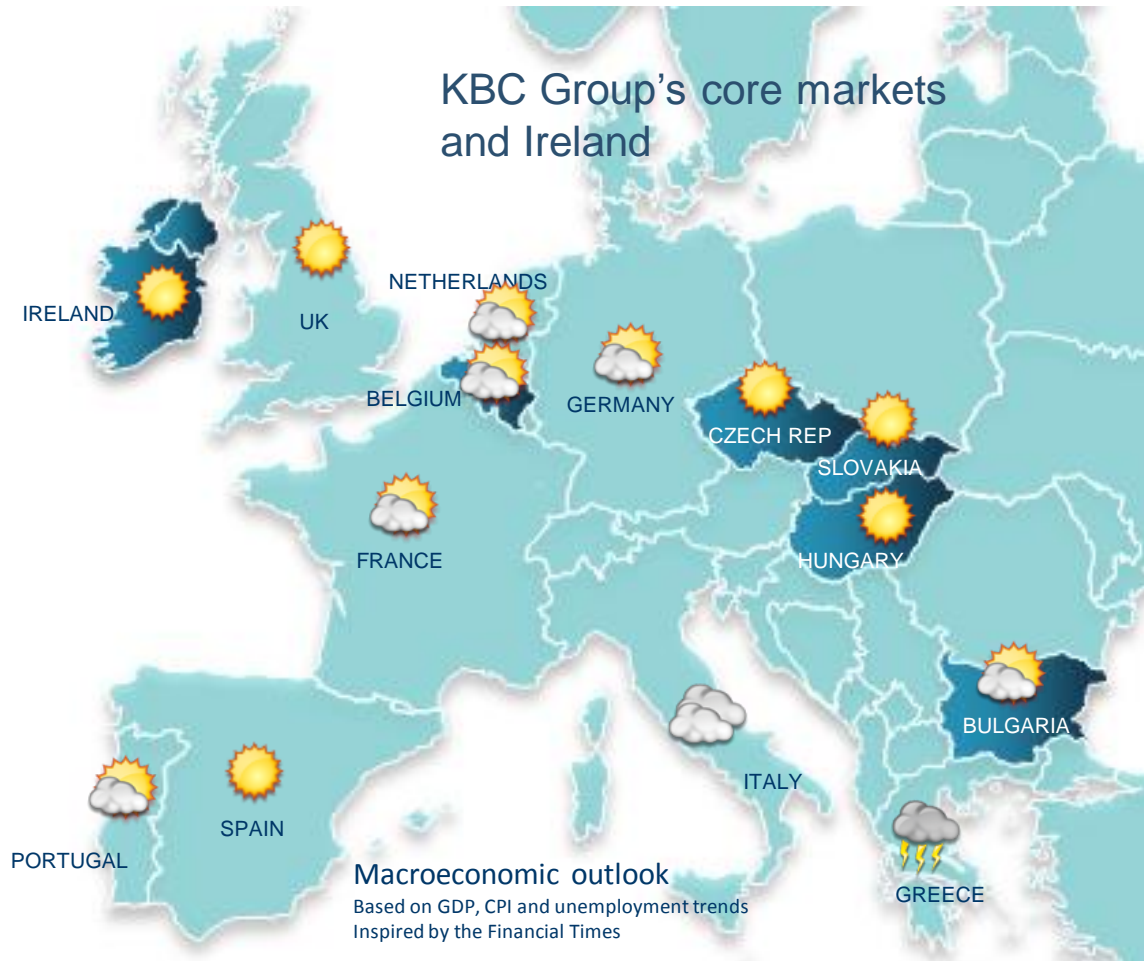 KBC Group's core markets
and Ireland
NETHERLANDS
IRELAND
UK
BELGIUM
GERMANY
CZECH REP
SLOVAKIA
FRANCE
HUNGARY
BULGARIA
ITALY
SPAIN
PORTUGAL
GREECE
Macroeconomic outlook
Based on GDP, CPI and unemployment trends
Inspired by the Financial Times